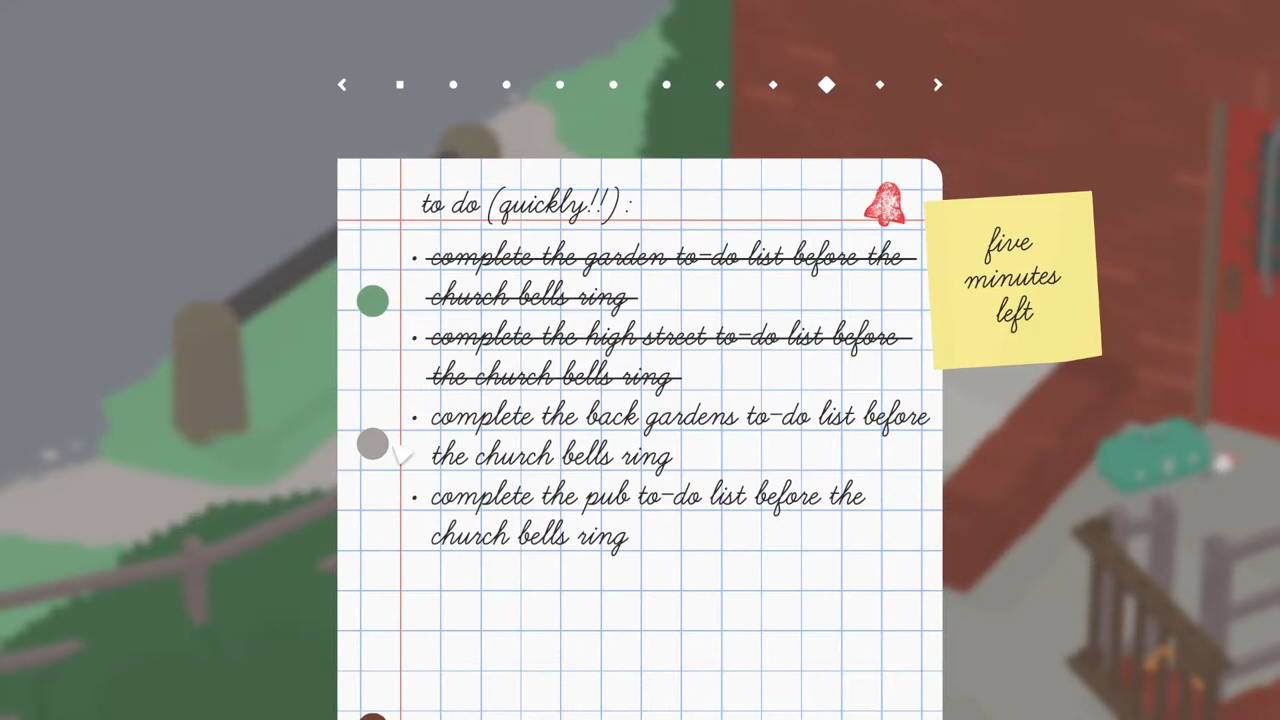 to do (quickly!!) :
• complete the garden to-do list before the
church bells ring
• complete the high street to-do list before
the church bells ring
• complete the back gardens to-do list before
the church bells ring
• complete the pub to-do list before the
church bells ring
five
minutes
left